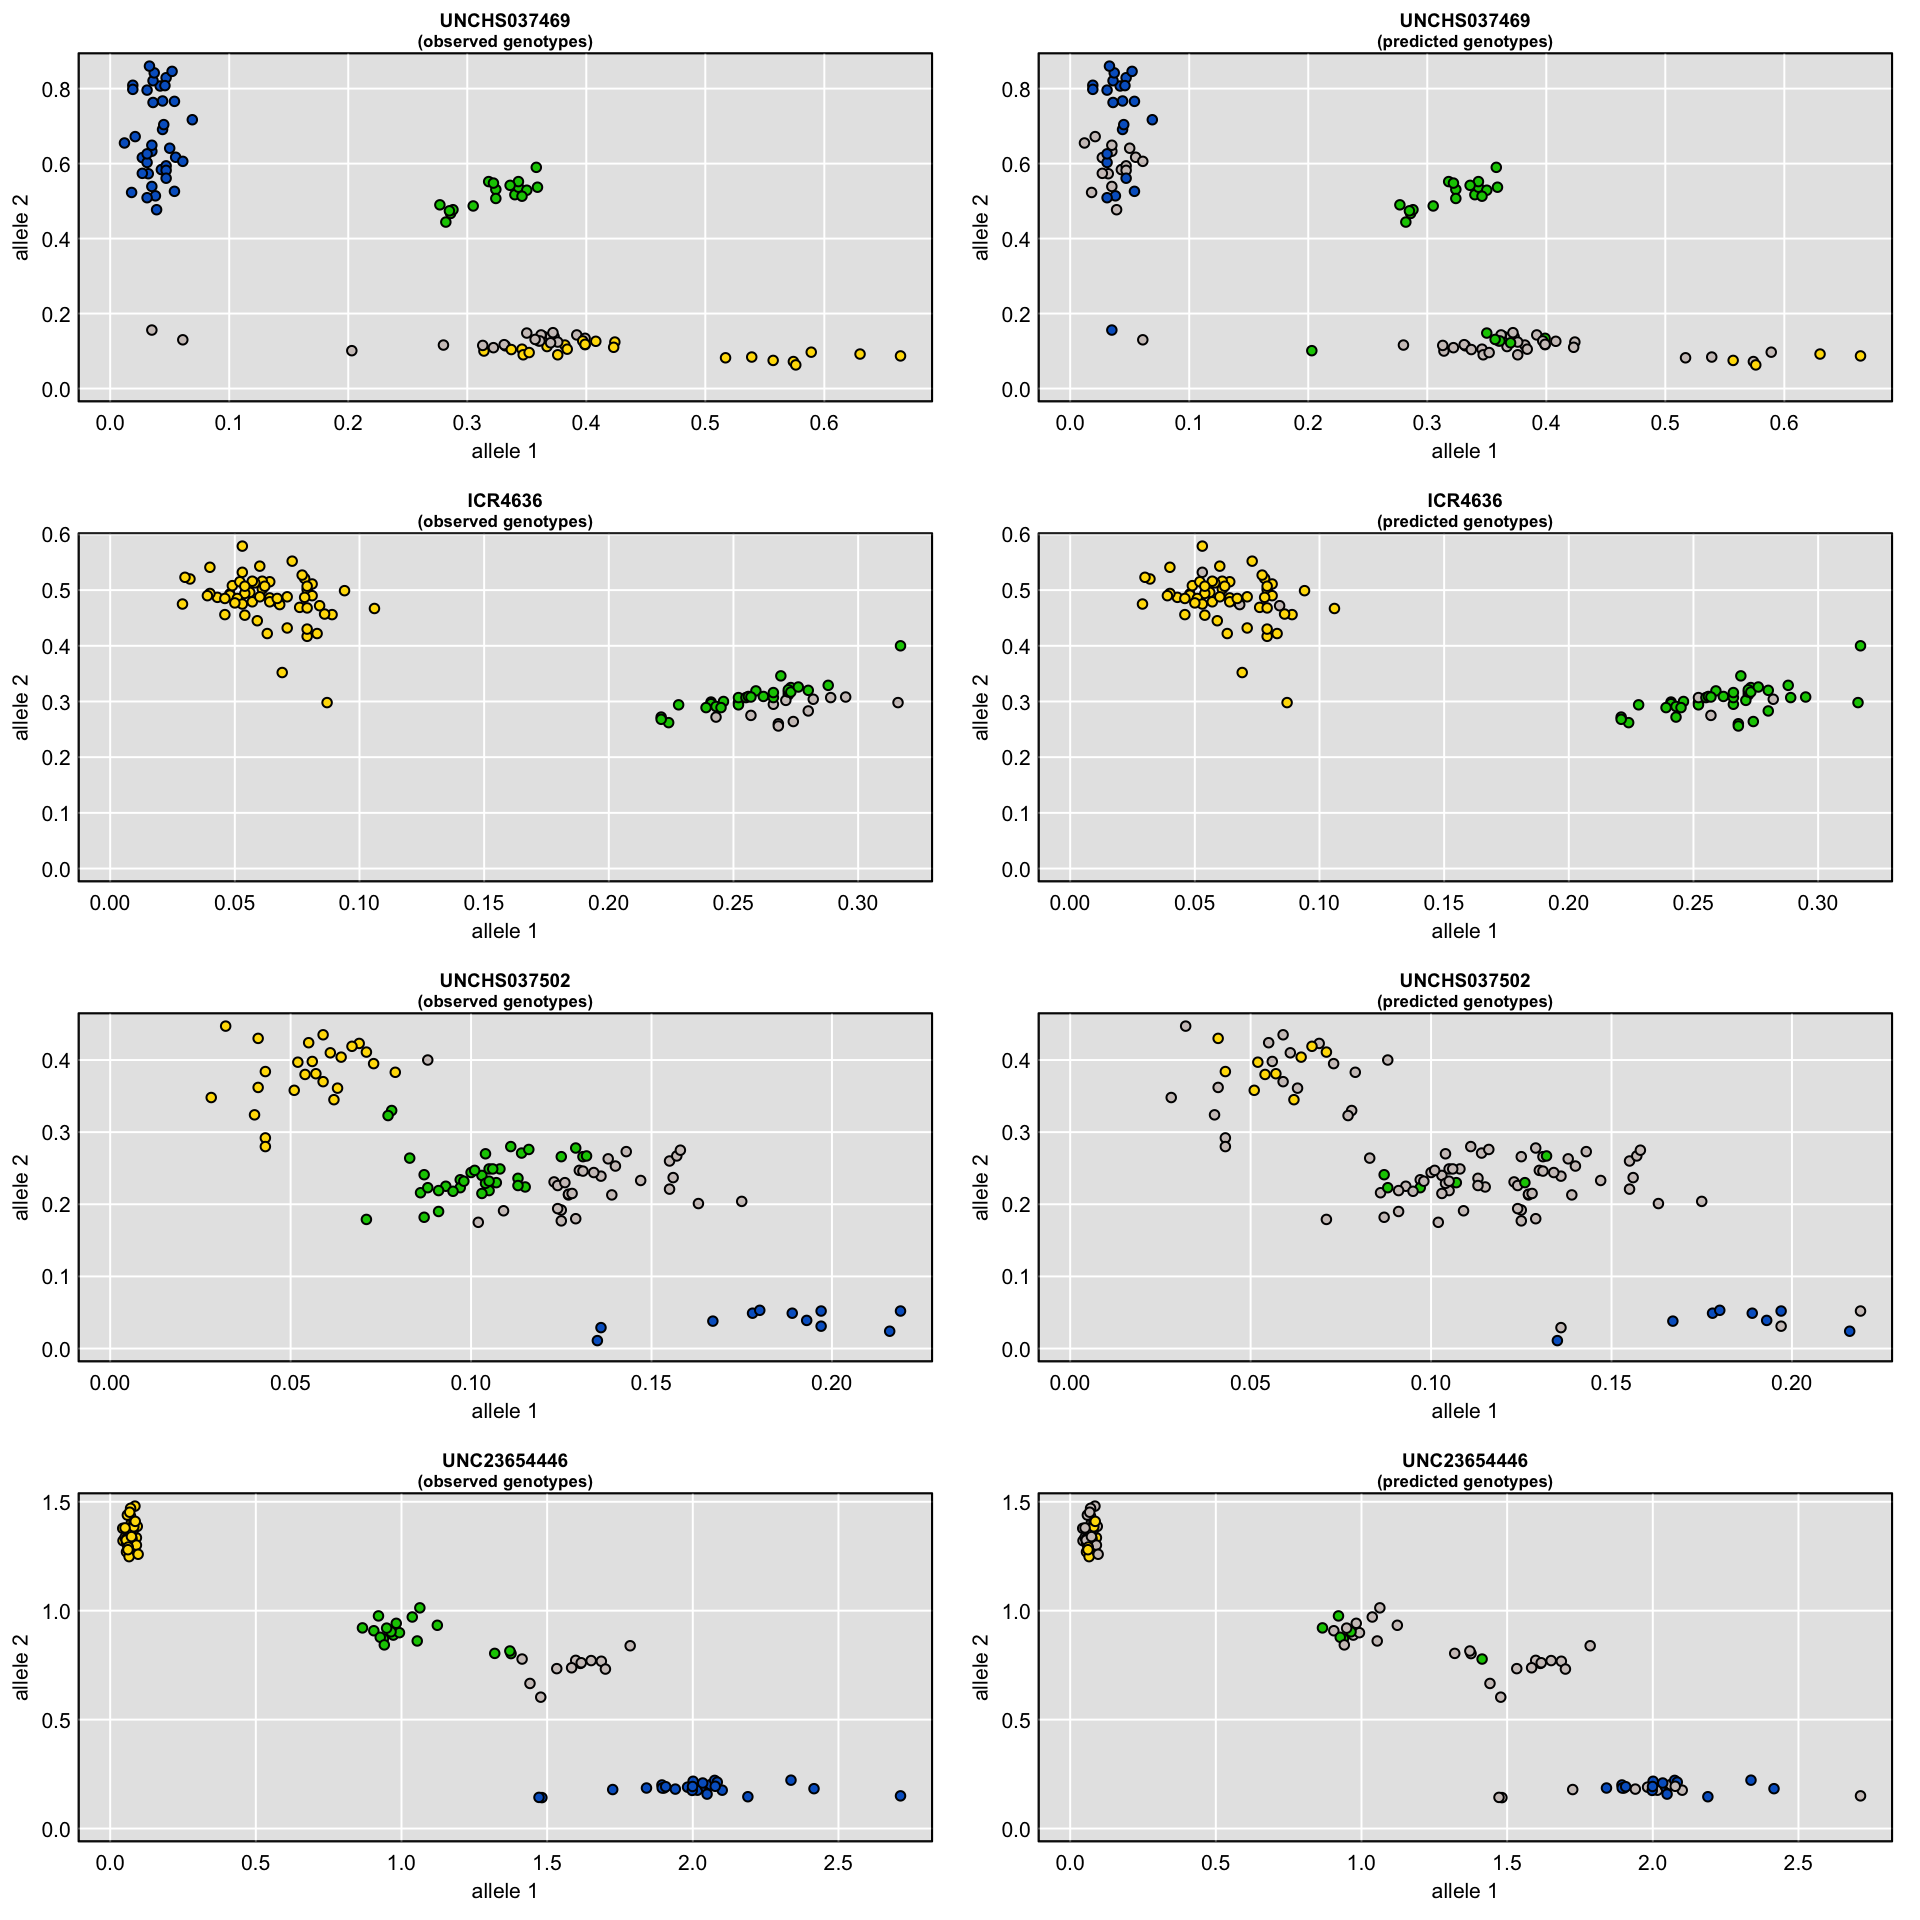 UNCHS037469
(observed genotypes)
0.8
0.6
0.4
0.2
0.0
allele 2
0.0 0.1 0.2 0.3 0.4 0.5 0.6
allele 1
UNCHS037469
(predicted genotypes)
0.8
0.6
0.4
0.2
0.0
allele 2
0.0 0.1 0.2 0.3 0.4 0.5 0.6
allele 1
ICR4636
(observed genotypes)
0.6
0.5
0.4
0.3
0.2
0.1
0.0
allele 2
0.00 0.05 0.10 0.15 0.20 0.25 0.30
allele 1
ICR4636
(predicted genotypes)
0.6
0.5
0.4
0.3
0.2
0.1
0.0
allele 2
0.00 0.05 0.10 0.15 0.20 0.25 0.30
allele 1
UNCHS037502
(observed genotypes)
0.4
0.3
0.2
0.1
0.0
allele 2
0.00 0.05 0.10 0.15 0.20
allele 1
UNCHS037502
(predicted genotypes)
0.4
0.3
0.2
0.1
0.0
allele 2
0.00 0.05 0.10 0.15 0.20
allele 1
UNC23654446
(observed genotypes)
1.5
1.0
0.5
0.0
allele 2
0.0 0.5 1.0 1.5 2.0 2.5
allele 1
UNC23654446
(predicted genotypes)
1.5
1.0
0.5
0.0
allele 2
0.0 0.5 1.0 1.5 2.0 2.5
allele 1